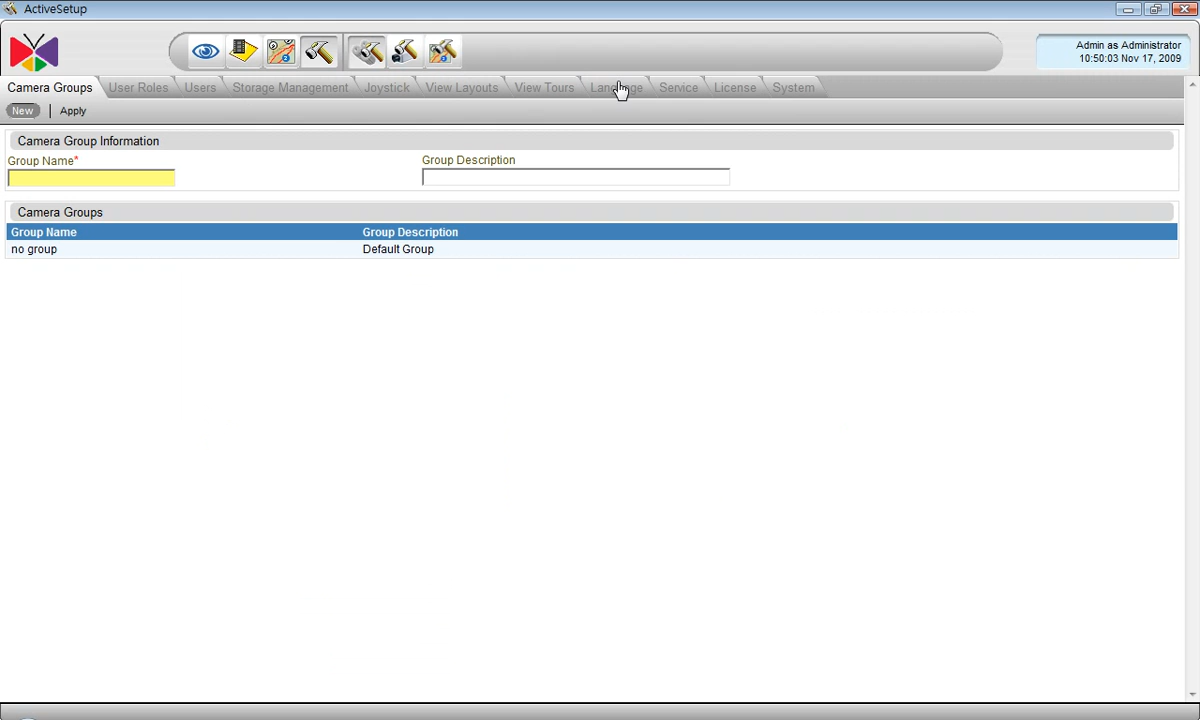 ActiveSetup
Admin as Administrator
10:50:03 Nov 17, 2009
Camera Groups User Roles Users Storage Management Joystick View Layouts View Tours Language Service License System
New Apply
Camera Group Information
Group Name* Group Description
Camera Groups
Group Name Group Description
no group Default Group